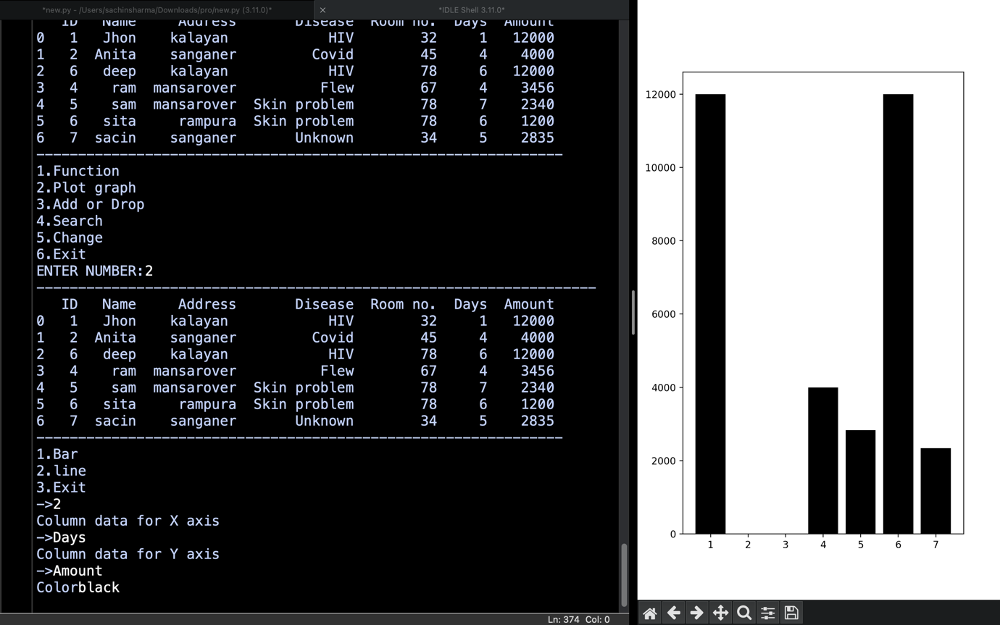 *new.py - /Users/sachinsharma/Downloads/pro/new.py (3.11.0)*
*IDLE Shell 3.11.0*
ID Name Address Disease Room no. Days Amount
0 1 Jhon kalayan HIV 32 1 12000
1 2 Anita sanganer Covid 45 4 4000
2 6 deep kalayan HIV 78 6 12000
3 4 ram mansarover Flew 67 4 3456
4 5 sam mansarover Skin problem 78 7 2340
5 6 sita rampura Skin problem 78 6 1200
6 7 sacin sanganer Unknown 34 5 2835
1.Function
2.Plot graph
3.Add or Drop
4.Search
5.Change
6.Exit
ENTER NUMBER:2
ID Name Address Disease Room no. Days Amount
0 1 Jhon kalayan HIV 32 1 12000
1 2 Anita sanganer Covid 45 4 4000
2 6 deep kalayan HIV 78 6 12000
3 4 ram mansarover Flew 67 4 3456
4 5 sam mansarover Skin problem 78 7 2340
5 6 sita rampura Skin problem 78 6 1200
6 7 sacin sanganer Unknown 34 5 2835
1.Bar
2.line
3.Exit
—>2
Column data for X axis
—>Days
Column data for Y axis
—>Amount
Colorblack
Ln: 374 Col: 0
12000
10000
8000
6000
4000
2000
0
1 2 3 4 5 6 7